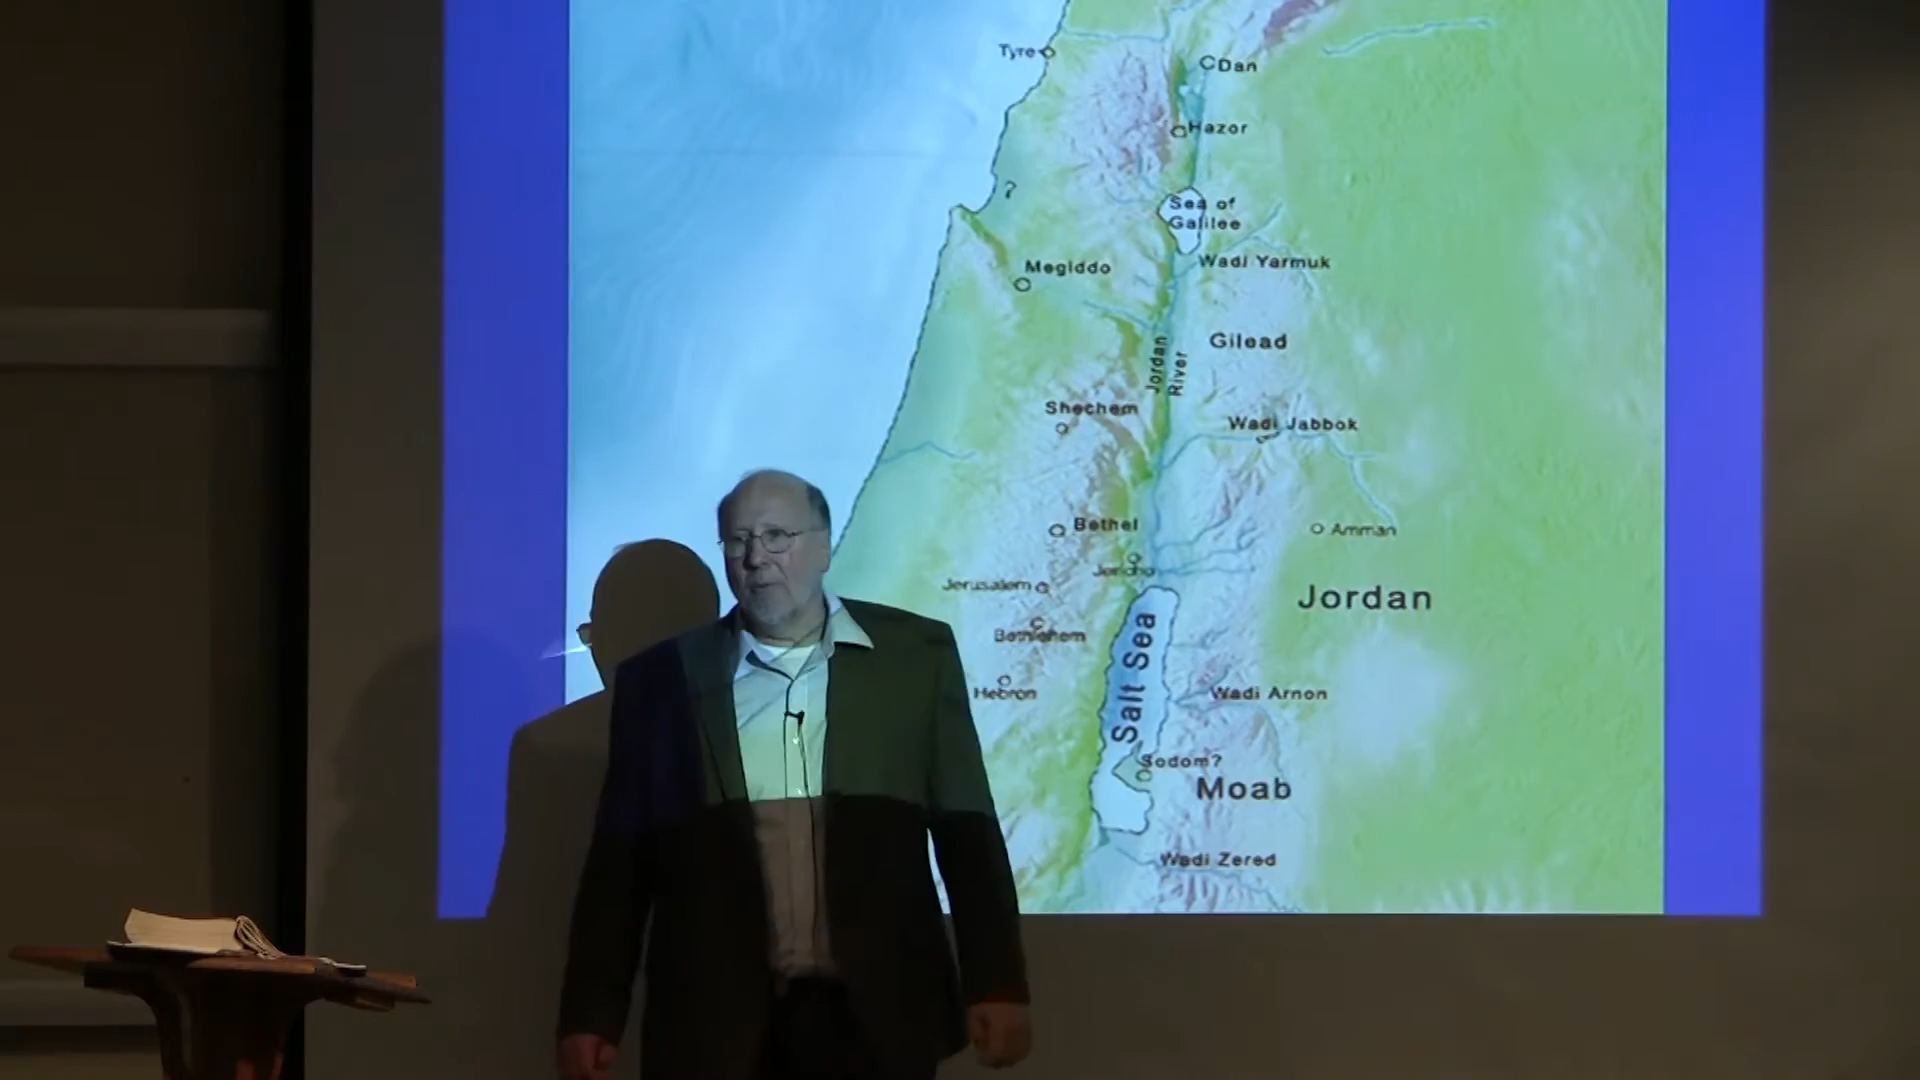 Tyre
Dan
Hazor
?
Sea of
Galilee
Megiddo
Wadi Yarmuk
Gilead
Jordan
River
Shechem
Wadi Jabbok
Bethel
Amman
Jericho
Jerusalem
Jordan
Bethlehem
Salt Sea
Hebron
Wadi Arnon
Sodom?
Moab
Wadi Zered